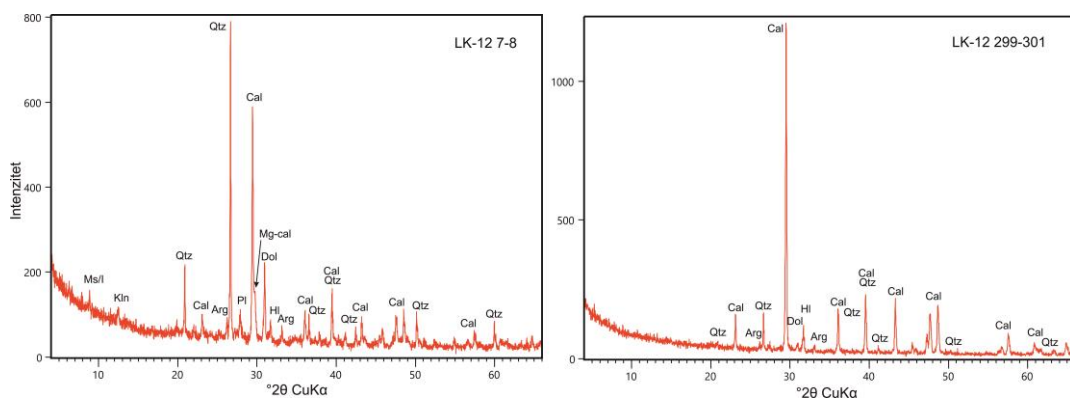 800
600
400
200
0
Intenzitet
LK-12 7-8
Qtz
Cal
Mg-cal
Dol
Qtz
Ms/I
Kln
Cal
Arg
Pl
Hl
Arg
Cal
Qtz
Cal
Qtz
Cal
Cal
Qtz
Cal
Qtz
10 20 30 40 50 60
°2θ CuKα
1000
500
0
LK-12 299-301
Cal
Qtz
Cal
Arg
Qtz
Dol
Hl
Arg
Cal
Qtz
Cal
Qtz
Qtz
Cal
Cal
Qtz
Cal
Cal
Qtz
10 20 30 40 50 60
°2θ CuKα